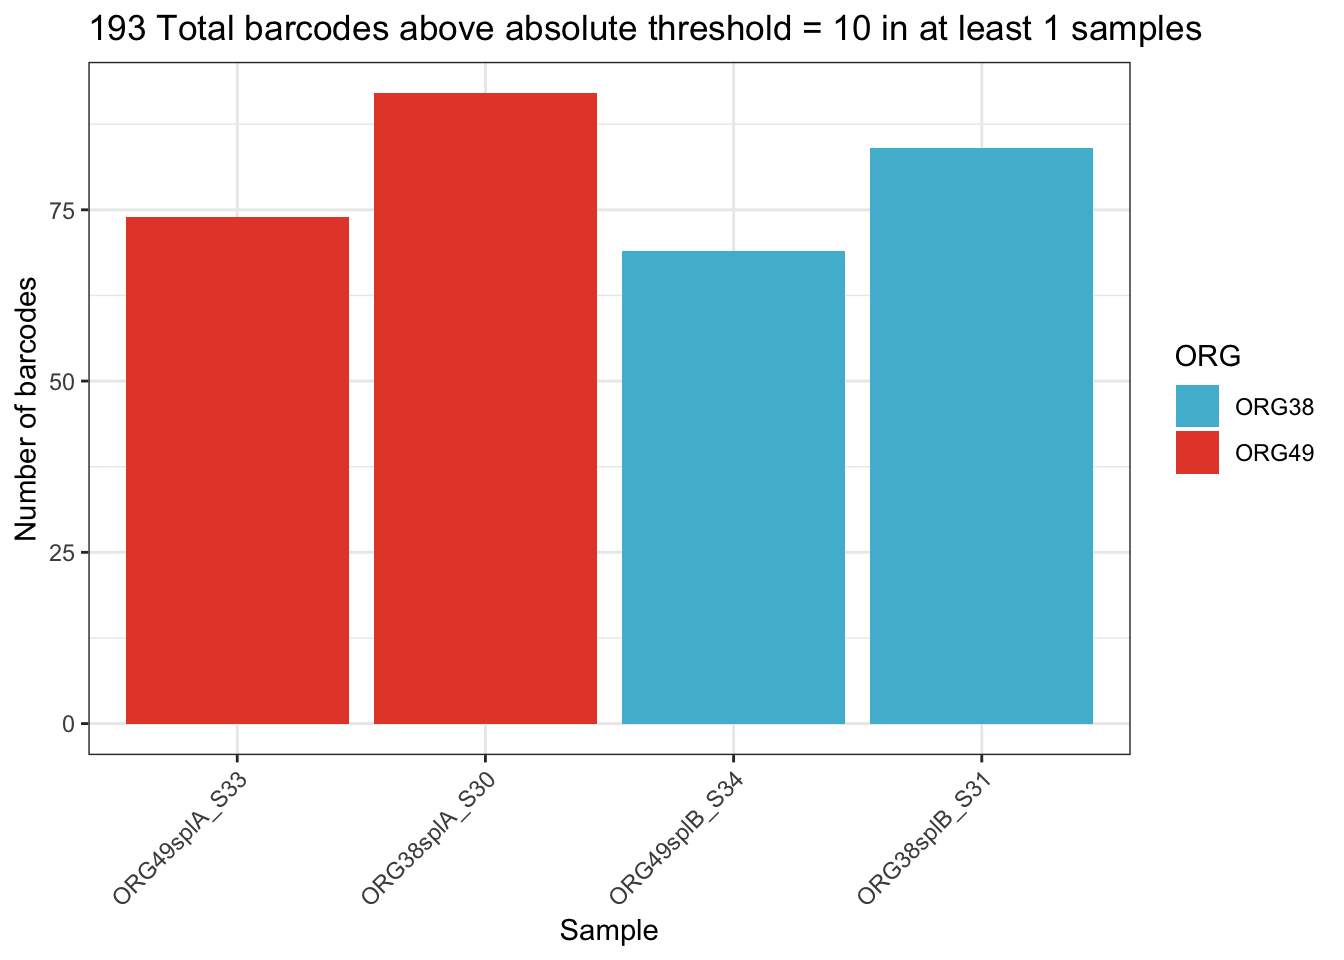 193 Total barcodes above absolute threshold = 10 in at least 1 samples
Number of barcodes
75
50
25
0
ORG49splA_S33
ORG38splA_S30
ORG49splB_S34
ORG38splB_S31
Sample
ORG
ORG38
ORG49